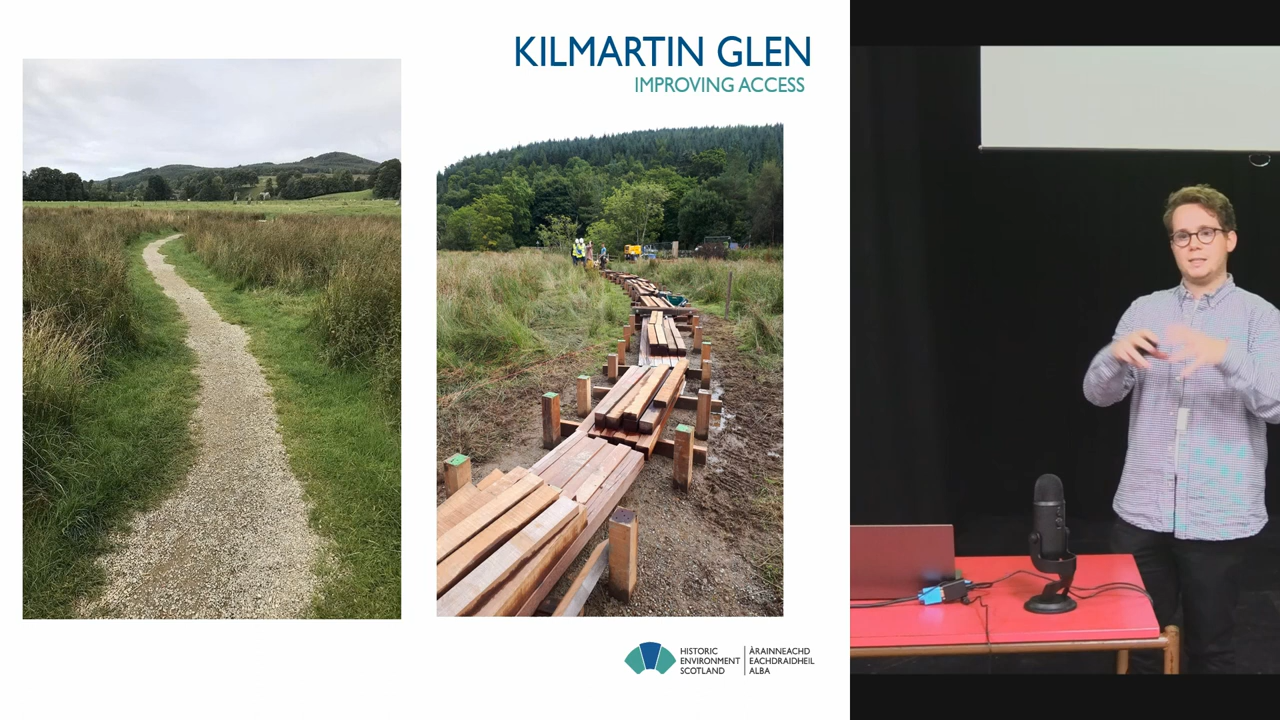 KILMARTIN GLEN
IMPROVING ACCESS
HISTORIC
ENVIRONMENT
SCOTLAND
ÀRAINNEACHD
EACHDRAIDHEIL
ALBA